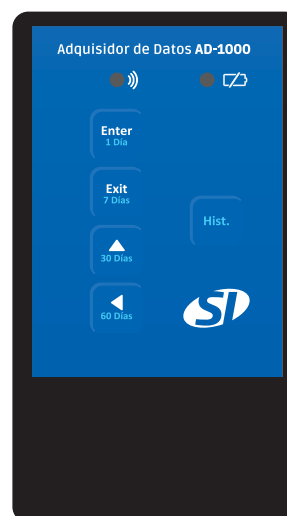 Adquisidor de Datos AD-1000
Enter
1 Día
Exit
7 Días
30 Días
60 Días
Hist.
SI